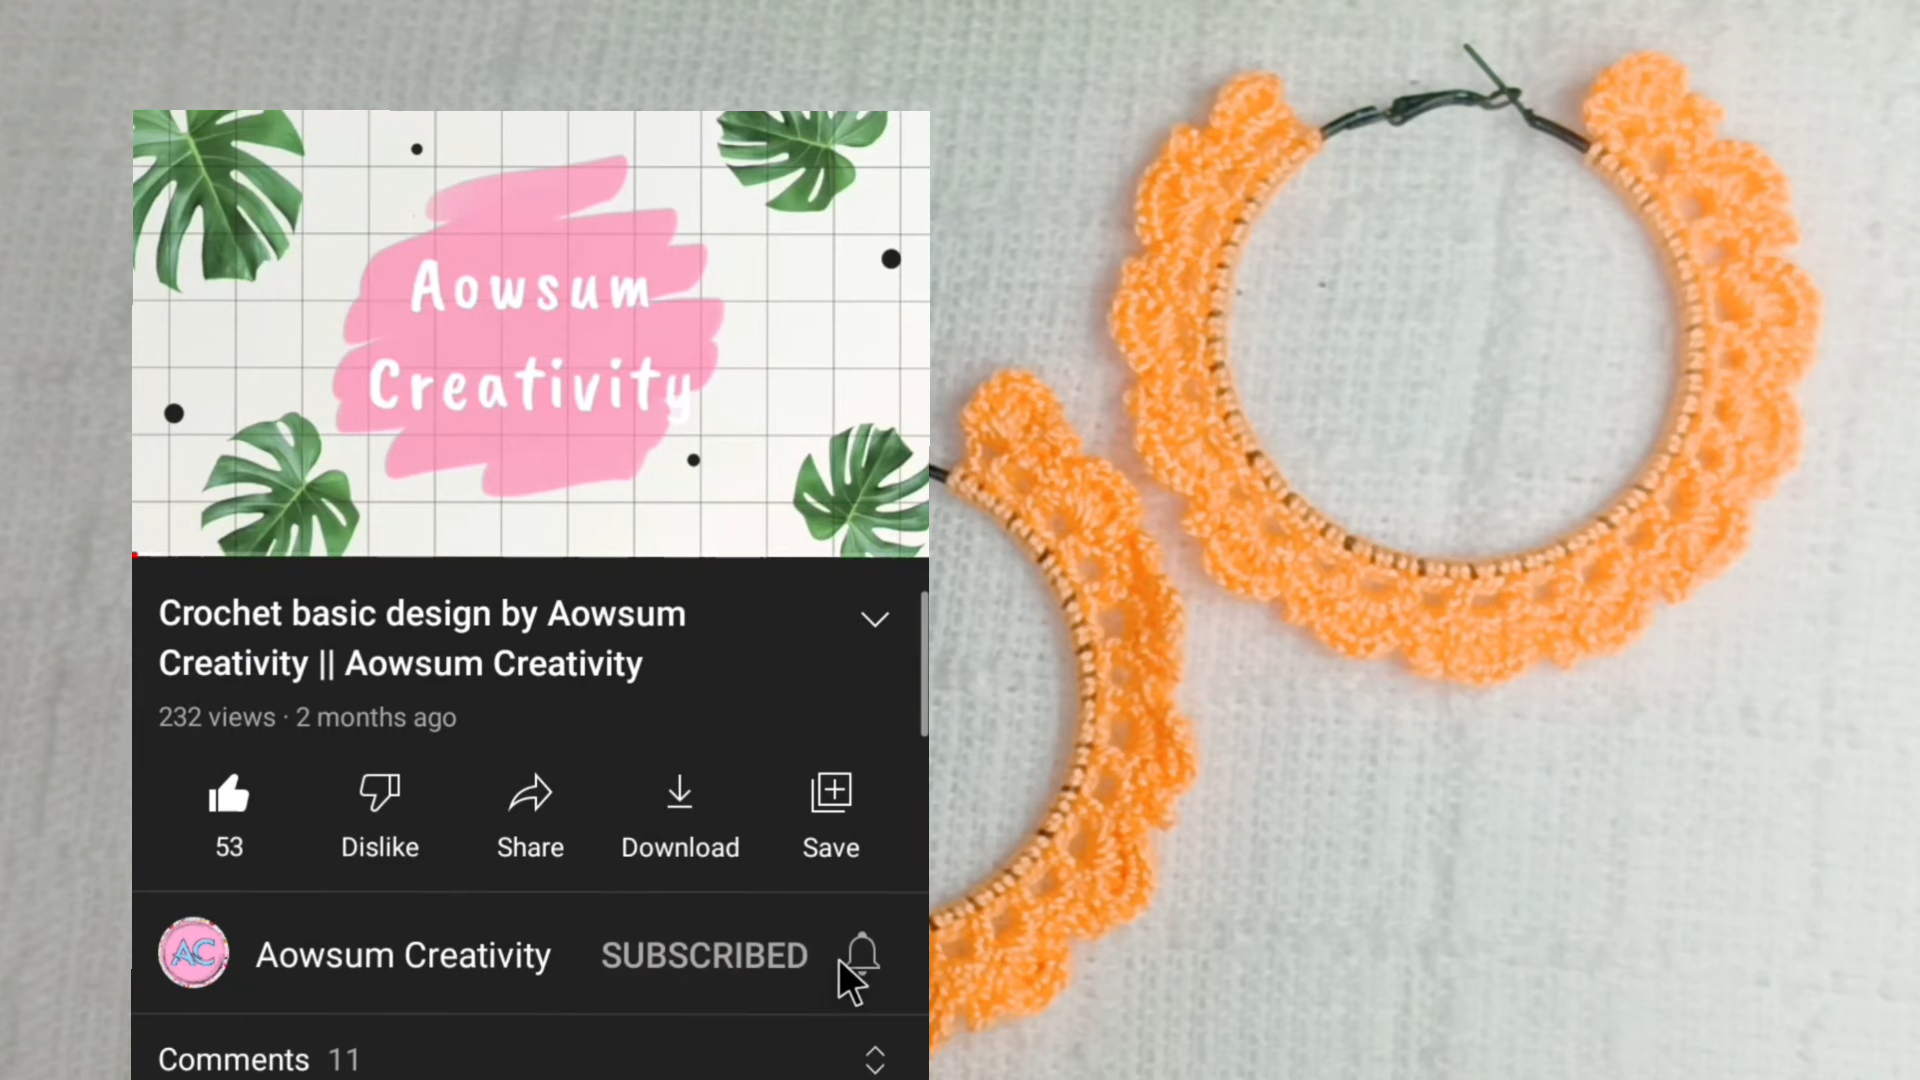 Aowsum
Creativity
Crochet basic design by Aowsum
Creativity || Aowsum Creativity
232 views · 2 months ago
53
Dislike
Share
Download
Save
AC
Aowsum Creativity
SUBSCRIBED
Comments 11